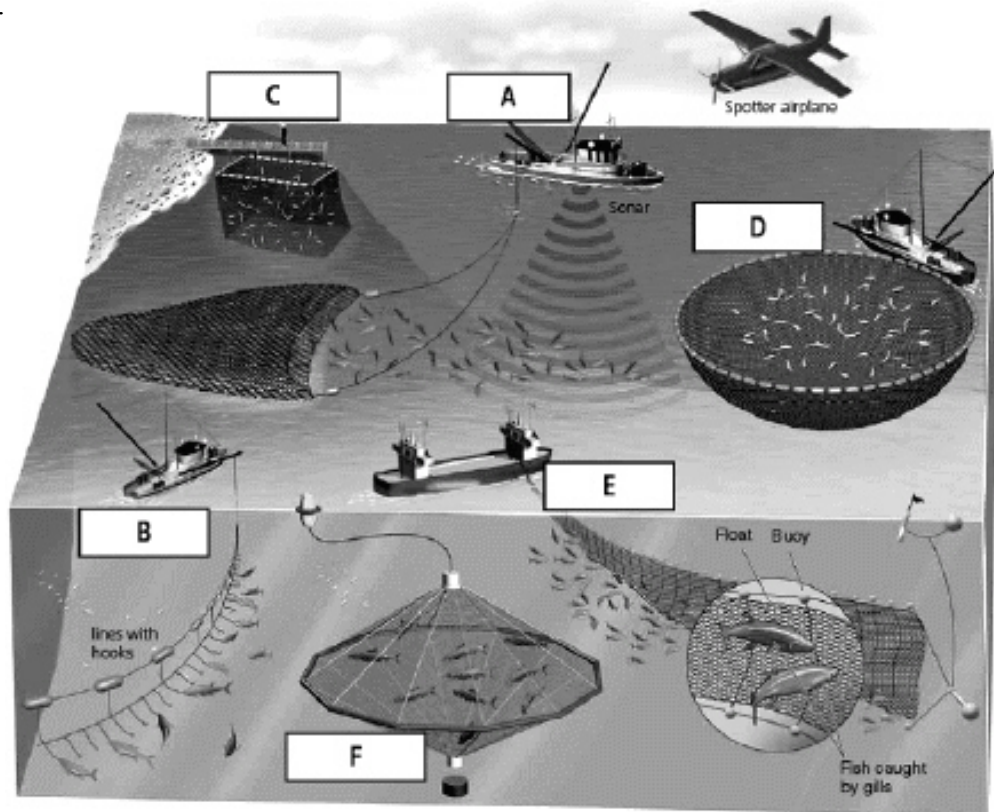 C
A
Spotter airplane
Sonar
D
B
E
Float Buoy
lines with
hooks
F
Fish caught
by gills